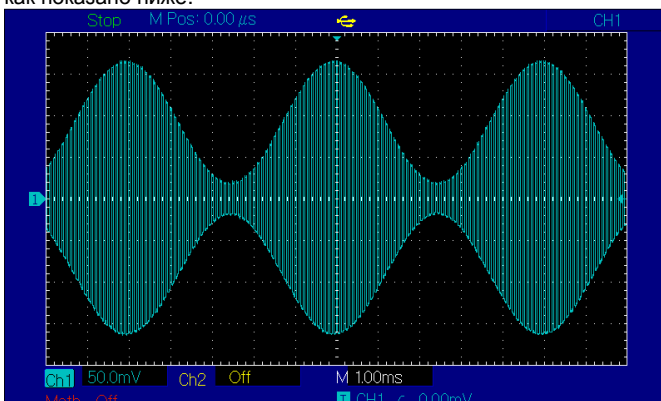 как показано ниже:
Stop M Pos: 0.00 μs CH1
1
Ch1 50.0mV Ch2 Off M 1.00ms
Math Off T CH1 0.00mV